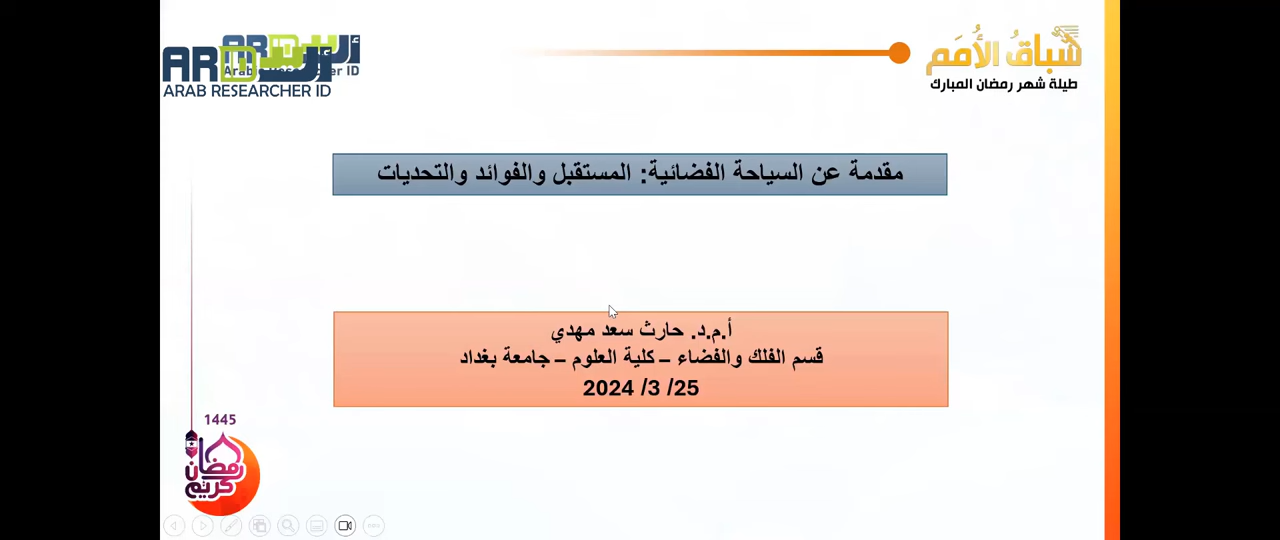 سباقُ الأُمَم
طيلة شهر رمضان المبارك
ARAB RESEARCHER ID
مقدمة عن السياحة الفضائية: المستقبل والفوائد والتحديات
أ.م.د. حارث سعد مهدي
قسم الفلك والفضاء – كلية العلوم – جامعة بغداد
2024 /3 /25
1445
رمضان
كريم